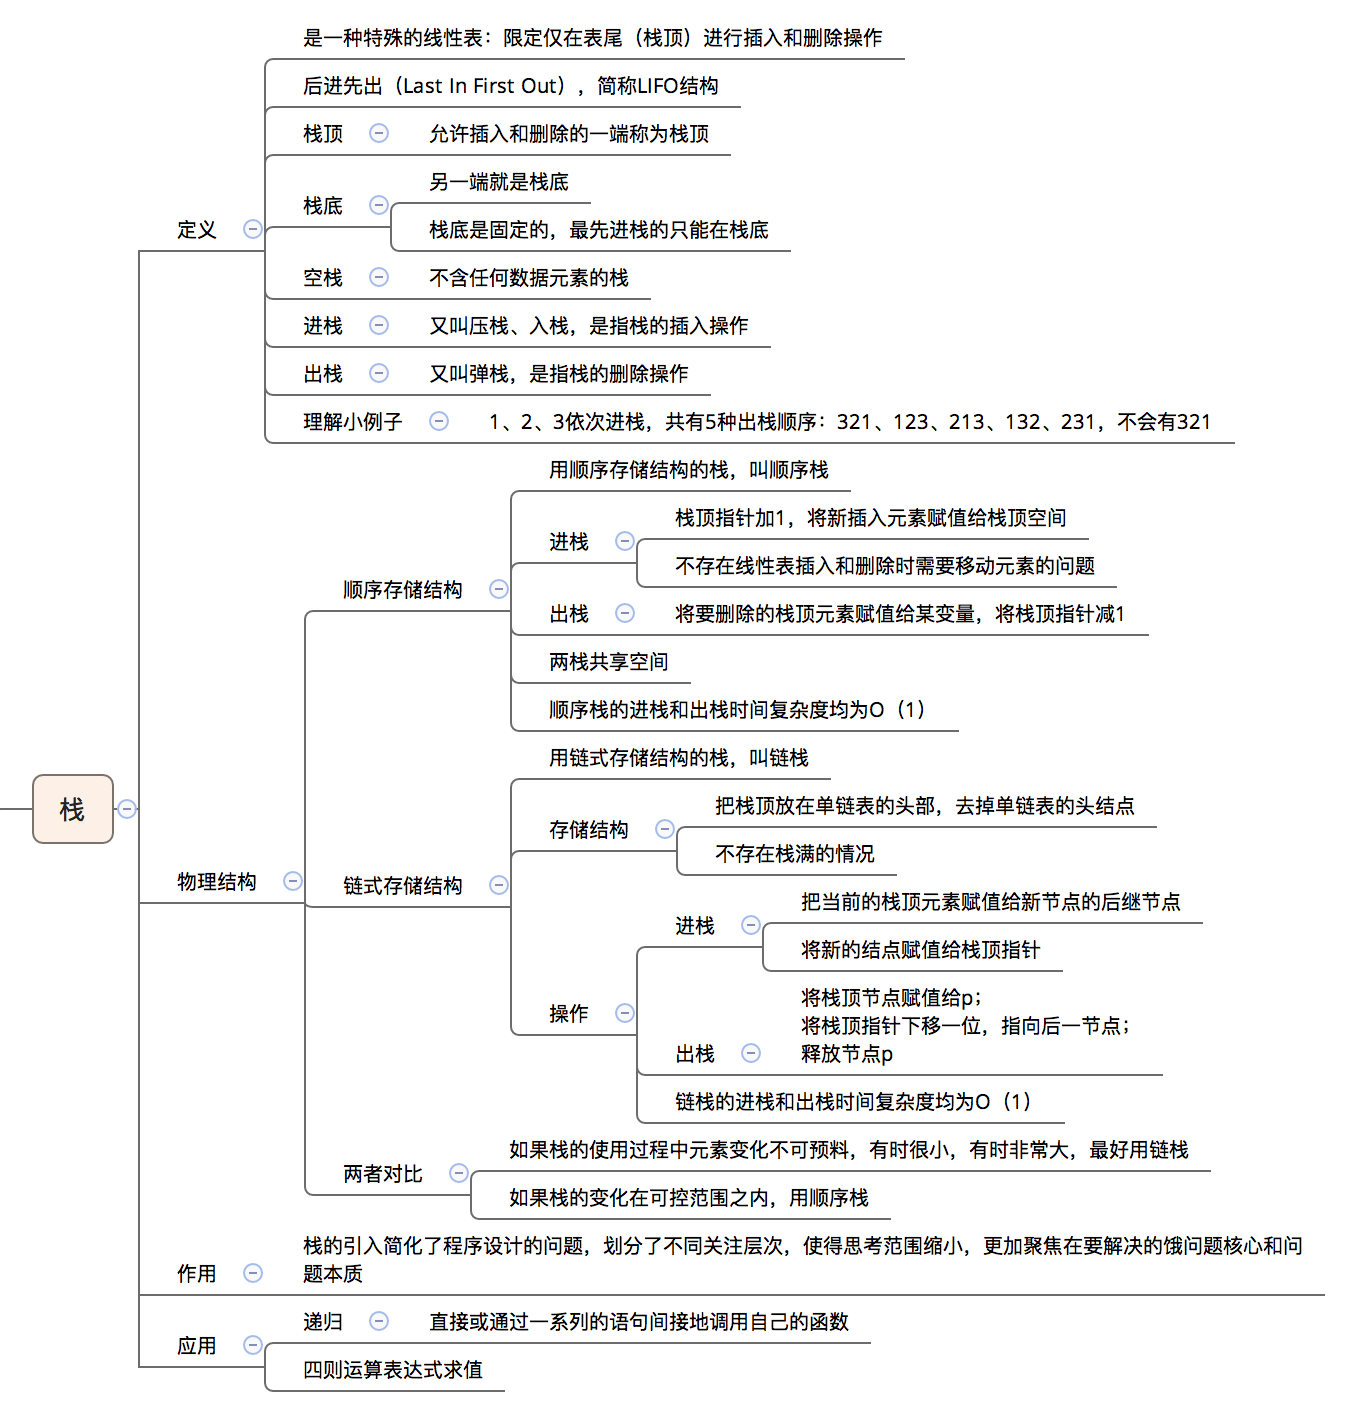 是一种特殊的线性表：限定仅在表尾（栈顶）进行插入和删除操作
后进先出（Last In First Out），简称LIFO结构
栈顶 允许插入和删除的一端称为栈顶
另一端就是栈底
栈底
定义
栈底是固定的，最先进栈的只能在栈底
空栈 不含任何数据元素的栈
进栈 又叫压栈、入栈，是指栈的插入操作
出栈 又叫弹栈，是指栈的删除操作
理解小例子 1、2、3依次进栈，共有5种出栈顺序：321、123、213、132、231，不会有321
用顺序存储结构的栈，叫顺序栈
栈顶指针加1，将新插入元素赋值给栈顶空间
进栈
不存在线性表插入和删除时需要移动元素的问题
顺序存储结构
出栈 将要删除的栈顶元素赋值给某变量，将栈顶指针减1
两栈共享空间
顺序栈的进栈和出栈时间复杂度均为O（1）
用链式存储结构的栈，叫链栈
栈
把栈顶放在单链表的头部，去掉单链表的头结点
存储结构
不存在栈满的情况
物理结构
链式存储结构
把当前的栈顶元素赋值给新节点的后继节点
进栈
将新的结点赋值给栈顶指针
操作
将栈顶节点赋值给p；
将栈顶指针下移一位，指向后一节点；
出栈 释放节点p
链栈的进栈和出栈时间复杂度均为O（1）
如果栈的使用过程中元素变化不可预料，有时很小，有时非常大，最好用链栈
两者对比
如果栈的变化在可控范围之内，用顺序栈
栈的引入简化了程序设计的问题，划分了不同关注层次，使得思考范围缩小，更加聚焦在要解决的饿问题核心和问
作用 题本质
递归 直接或通过一系列的语句间接地调用自己的函数
应用
四则运算表达式求值